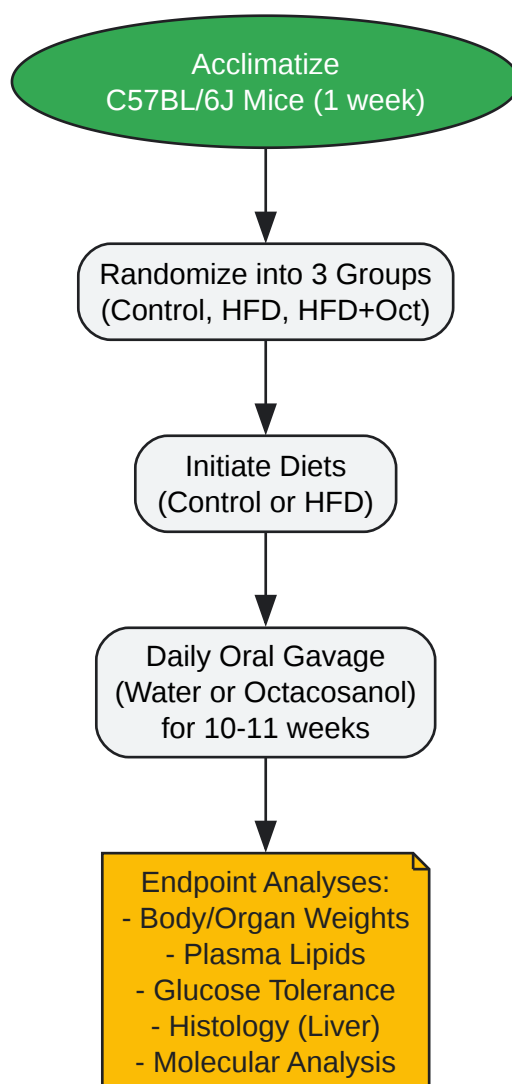 Acclimatize
C57BL/6J Mice (1 week)
Randomize into 3 Groups
(Control, HFD, HFD+Oct)
Initiate Diets
(Control or HFD)
Daily Oral Gavage
(Water or Octacosanol)
for 10-11 weeks
Endpoint Analyses:
- Body/Organ Weights
- Plasma Lipids
- Glucose Tolerance
- Histology (Liver)
- Molecular Analysis